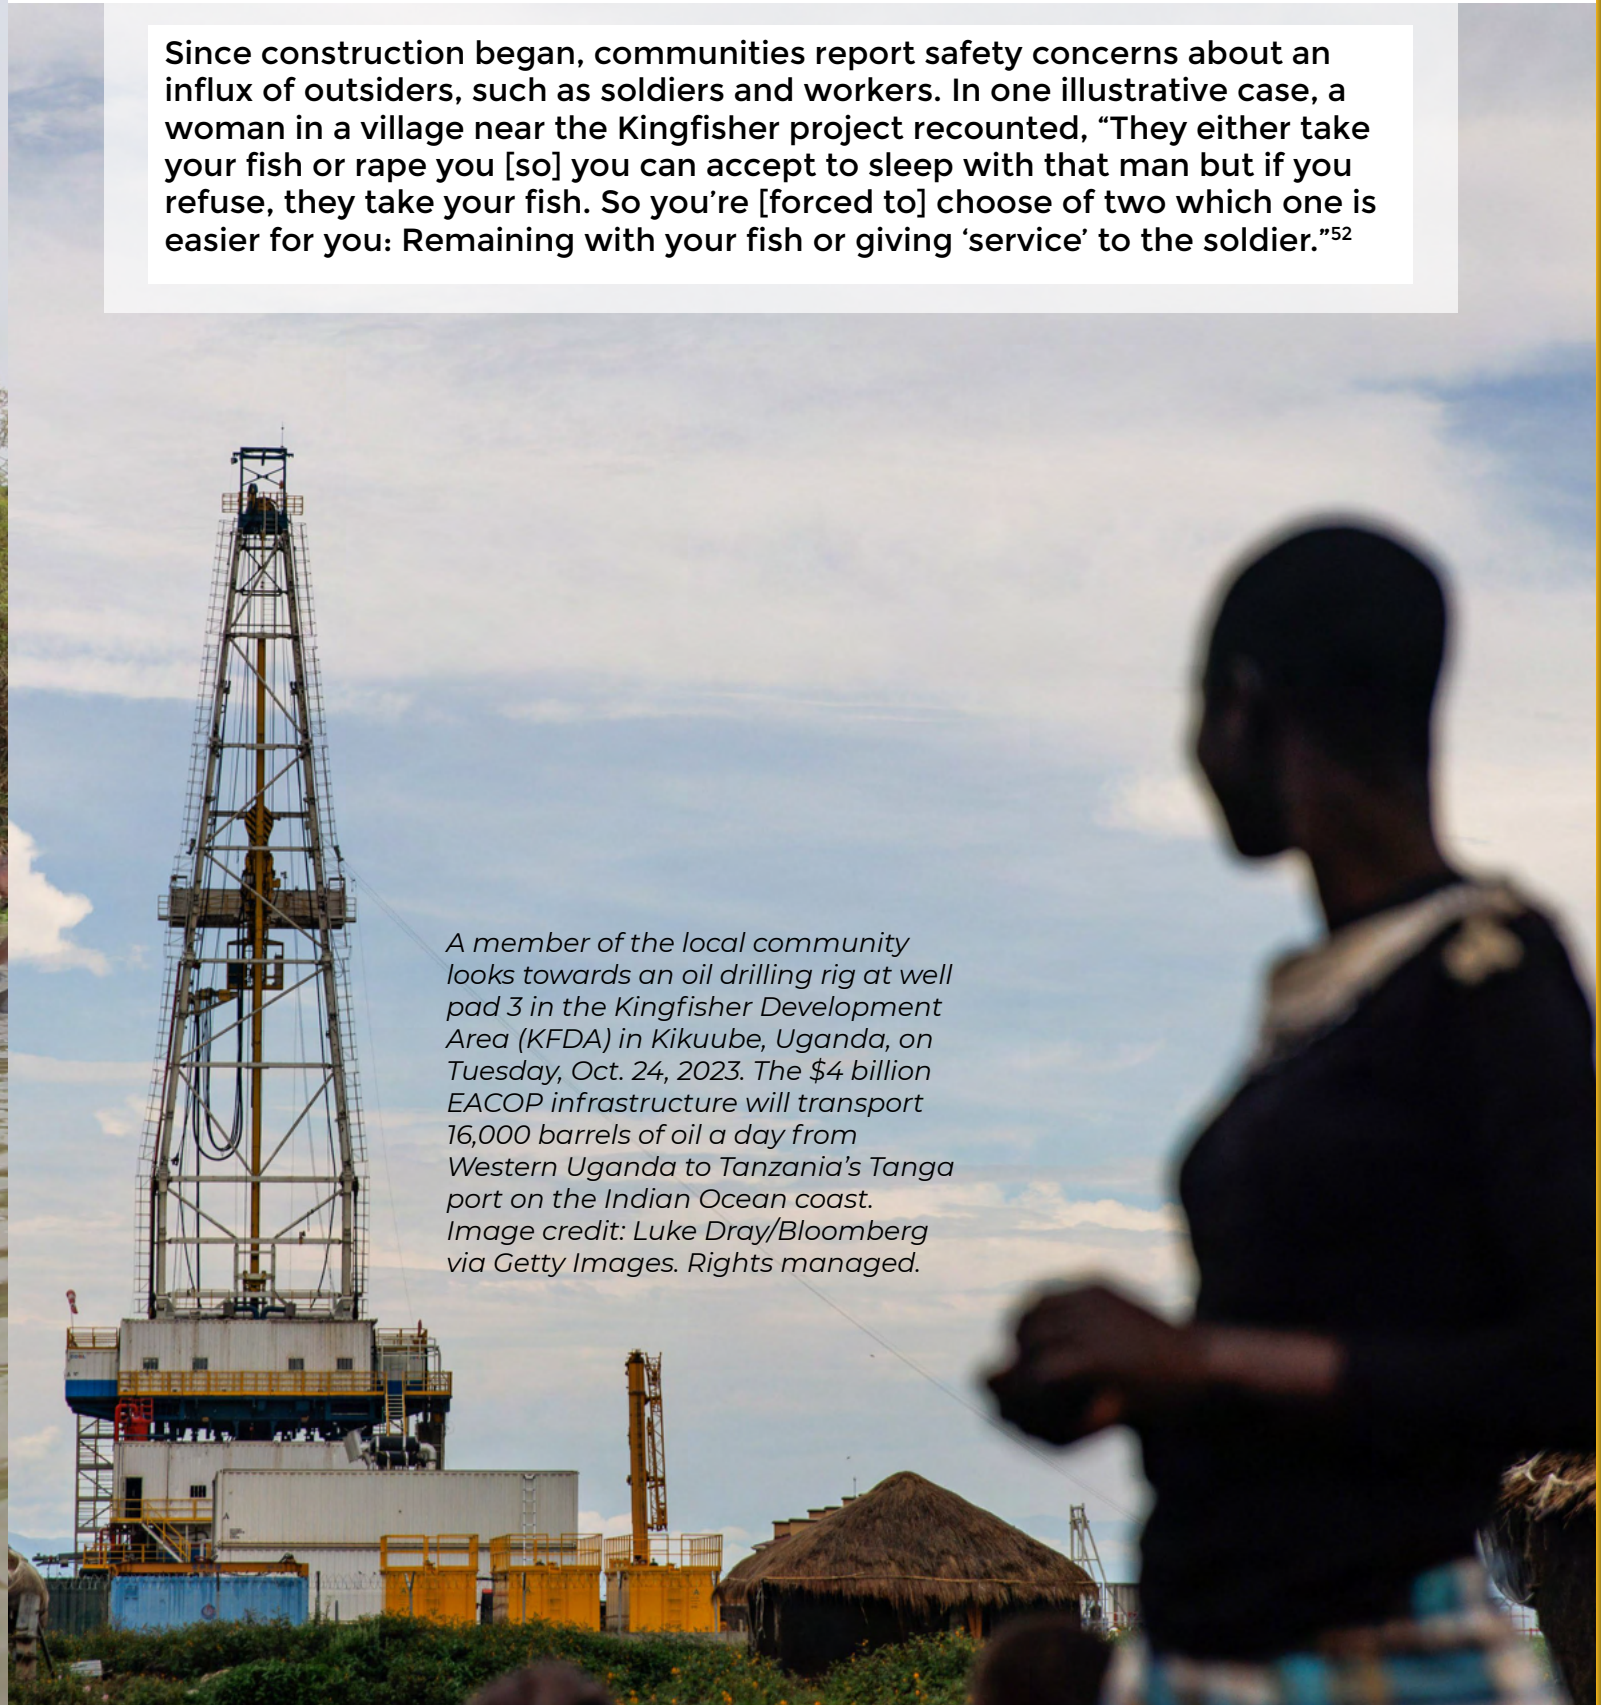 Since construction began, communities report safety concerns about an
influx of outsiders, such as soldiers and workers. In one illustrative case, a
woman in a village near the Kingfisher project recounted, “They either take
your fish or rape you [so] you can accept to sleep with that man but if you
refuse, they take your fish. So you’re [forced to] choose of two which one is
easier for you: Remaining with your fish or giving ‘service’ to the soldier.”52
A member of the local community
looks towards an oil drilling rig at well
pad 3 in the Kingfisher Development
Area (KFDA) in Kikuube, Uganda, on
Tuesday, Oct. 24, 2023. The $4 billion
EACOP infrastructure will transport
16,000 barrels of oil a day from
Western Uganda to Tanzania’s Tanga
port on the Indian Ocean coast.
Image credit: Luke Dray/Bloomberg
via Getty Images. Rights managed.